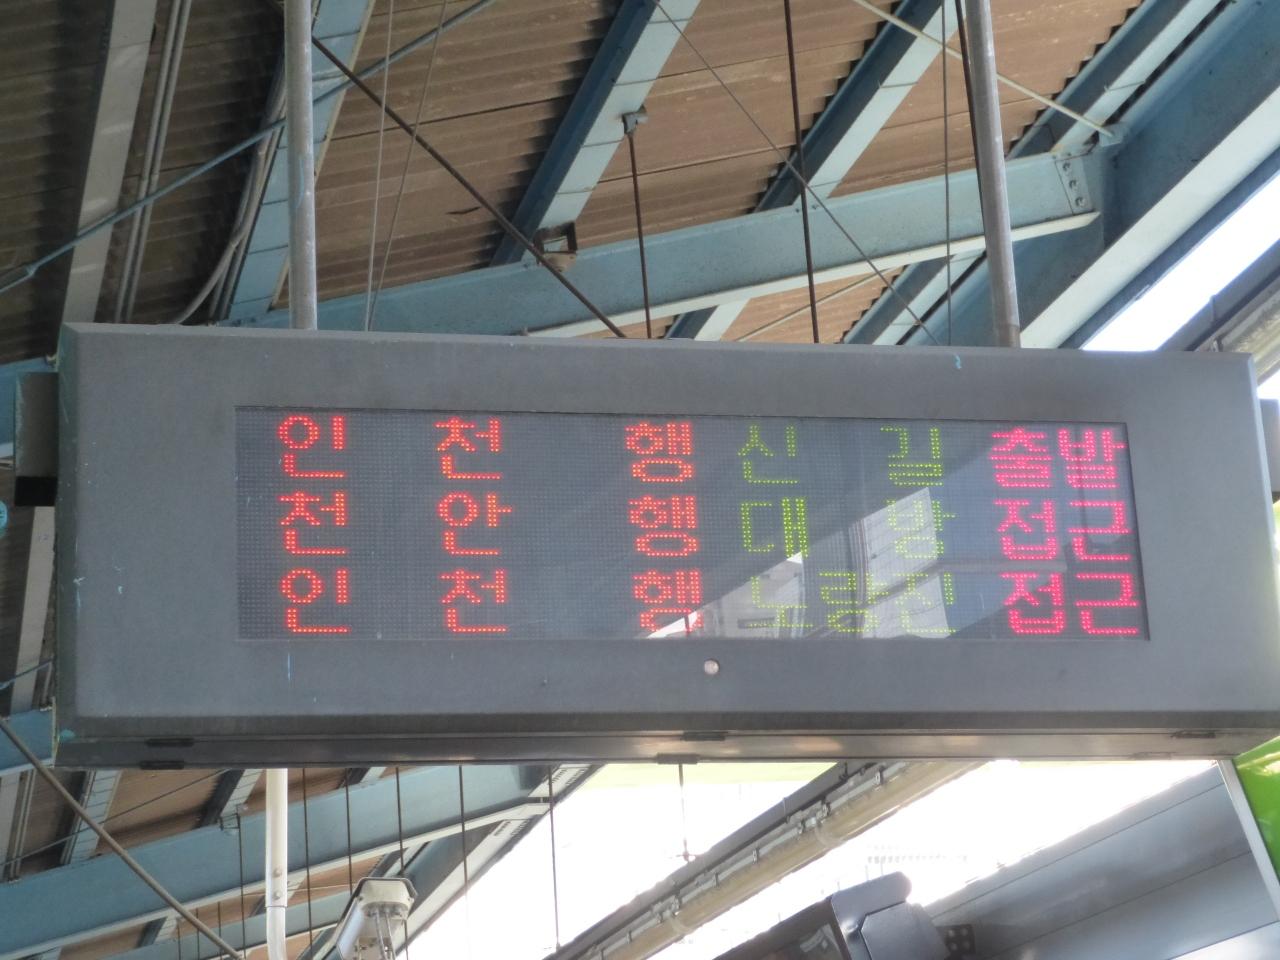 인 천 행 신 길 출발
천 안 행 대 방 접근
인 천 행 노량진 전근